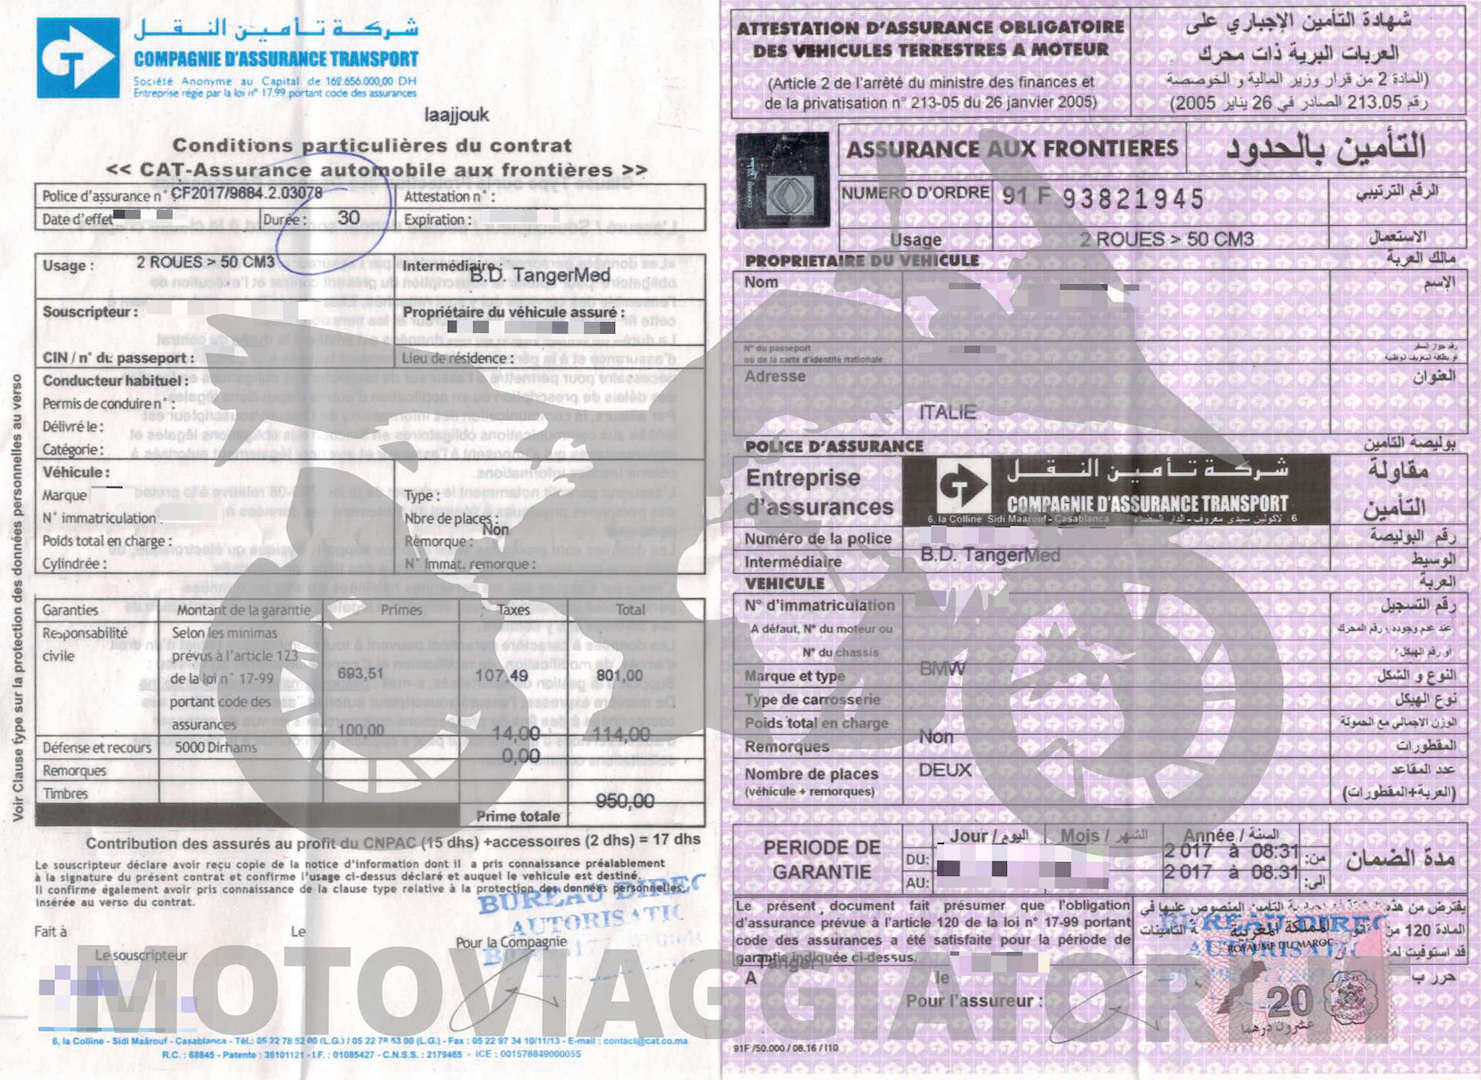 شركة تأمين النقل
COMPAGNIE D'ASSURANCE TRANSPORT
Société Anonyme au Capital de 162.656.000,00 DH
Entreprise régie par la loi n° 17.99 portant code des assurances
laajjouk
Conditions particulières du contrat
<< CAT-Assurance automobile aux frontières >>
Police d'assurance n° CF2017/9684.2.03078
Attestation n° :
Date d'effet
Durée : 30
Expiration :
Usage : 2 ROUES > 50 CM3
Intermédiaire : B.D. TangerMed
Souscripteur :
Propriétaire du véhicule assuré :
CIN / n° du passeport :
Lieu de résidence :
Conducteur habituel :
Permis de conduire n° :
Délivré le :
Catégorie :
Véhicule :
Marque
Type :
N° immatriculation
Nbre de places :
Poids total en charge :
Remorque : Non
Cylindrée :
N° Immat. remorque :
Garanties Montant de la garantie Primes Taxes Total
Responsabilité civile
Selon les minimas
prévus à l'article 123
de la loi n° 17-99
portant code des
assurances
693,51 107,49 801,00
100,00 14,00 114,00
Défense et recours 5000 Dirhams 0,00
Remorques
Timbres
950,00
Prime totale
Contribution des assurés au profit du CNPAC (15 dhs) +accessoires (2 dhs) = 17 dhs
Le souscripteur déclare avoir reçu copie de la notice d'information dont il a pris connaissance préalablement
à la signature du présent contrat et confirme l'usage ci-dessus déclaré et auquel le vehicule est destiné.
Il confirme également avoir pris connaissance de la clause type relative à la protection des données personnelles,
insérée au verso du contrat.
BUREAU DIREC
AUTORISATIO
Fait à
Le
Le souscripteur
Pour la Compagnie
6, la Colline - Sidi Maârouf - Casablanca - Tél.: 05 22 78 52 00 (L.G.) / 05 22 78 53 00 (L.G.) - Fax : 05 22 97 34 10/11/13 - E-mail : contact@cat.co.ma
R.C. : 68845 - Patente : 36101121 - I.F. : 01085427 - C.N.S.S. : 2179465 - ICE : 001578849000055
Voir Clause type sur la protection des données personnelles au verso
ATTESTATION D'ASSURANCE OBLIGATOIRE
DES VEHICULES TERRESTRES A MOTEUR
(Article 2 de l'arrêté du ministre des finances et
de la privatisation n° 213-05 du 26 janvier 2005)
شهادة التأمين الإجباري على
العربات البرية ذات محرك
(المادة 2 من قرار وزير المالية و الخوصصة
رقم 213.05 الصادر في 26 يناير 2005)
ASSURANCE AUX FRONTIERES
التأمين بالحدود
NUMERO D'ORDRE 91 F 93821945 الرقم الترتيبي
Usage 2 ROUES > 50 CM3 الاستعمال
PROPRIETAIRE DU VEHICULE مالك العربة
Nom الإسم
N° du passeport
ou de la carte d'identité nationale
رقم جواز السفر
أو بطاقة التعريف الوطنية
Adresse العنوان
ITALIE
POLICE D'ASSURANCE بوليصة التأمين
Entreprise
d'assurances
شركة تأمين النقل
COMPAGNIE D'ASSURANCE TRANSPORT
6, la Colline Sidi Maarouf - Casablanca
مقاولة
التأمين
Numéro de la police رقم البوليصة
Intermédiaire B.D. TangerMed الوسيط
VEHICULE العربة
N° d'immatriculation رقم التسجيل
A défaut, N° du moteur ou
N° du chassis
عند عدم وجوده ، رقم المحرك
أو رقم الهيكل
Marque et type BMW النوع و الشكل
Type de carrosserie نوع الهيكل
Poids total en charge الوزن الاجمالي مع الحمولة
Remorques Non المقطورات
Nombre de places DEUX عدد المقاعد
(véhicule + remorques) (العربة+المقطورات)
PERIODE DE
GARANTIE
Jour / اليوم Mois / الشهر Année / السنة
DU: 2017 à 08:31 من:
AU: 2017 à 08:31 إلى:
مدة الضمان
Le présent document fait présumer que l'obligation
d'assurance prévue à l'article 120 de la loi n° 17-99 portant
code des assurances a été satisfaite pour la période de
garantie indiquée ci-dessus.
BUREAU DIREC
AUTORISATIO
المملكة المغربية
ROYAUME DU MAROC
20
عشرون درهما
A Tanger
le
حرر ب
Pour l'assureur :
91F /50.000 / 08.16 / I10
MOTOVIAGGIATORI